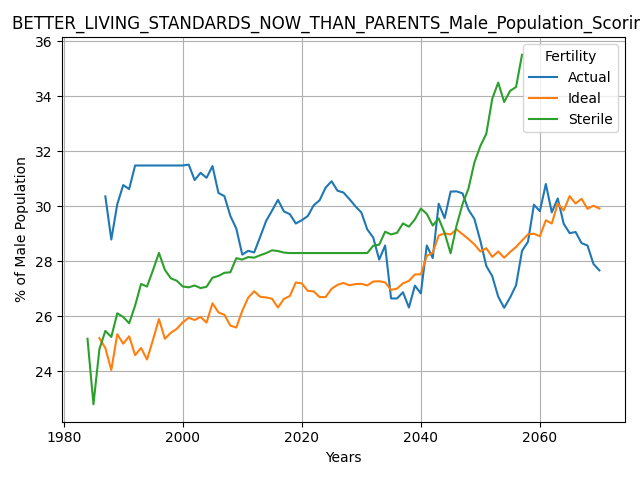 BETTER_LIVING_STANDARDS_NOW_THAN_PARENTS_Male_Population_Scorin
36
34
32
30
28
26
24
% of Male Population
Fertility
Actual
Ideal
Sterile
1980
2000
2020
2040
2060
Years